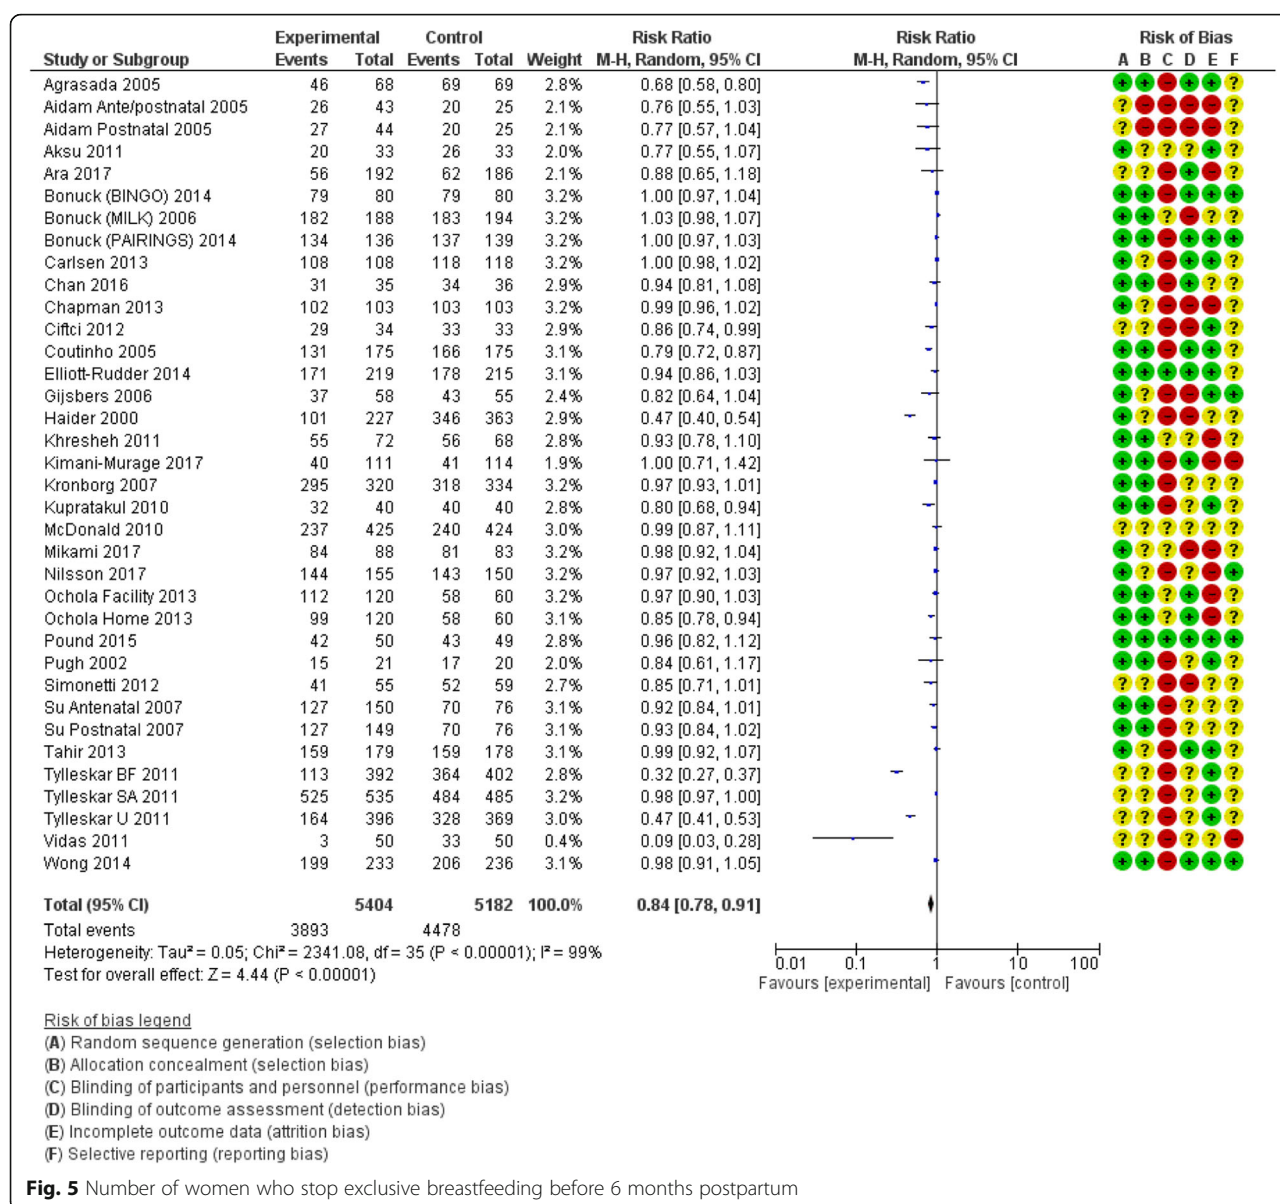 Experimental Control Risk Ratio Risk Ratio Risk of Bias
Study or Subgroup Events Total Events Total Weight M-H, Random, 95% CI M-H, Random, 95% CI A B C D E F
Agrasada 2005 46 68 69 69 2.8% 0.68 [0.58, 0.80] + + - + + ?
Aidam Ante/postnatal 2005 26 43 20 25 2.1% 0.76 [0.55, 1.03] ? - - - - ?
Aidam Postnatal 2005 27 44 20 25 2.1% 0.77 [0.57, 1.04] ? - - - - ?
Aksu 2011 20 33 26 33 2.0% 0.77 [0.55, 1.07] + ? ? ? + ?
Ara 2017 56 192 62 186 2.1% 0.88 [0.65, 1.18] ? ? - ? - ?
Bonuck (BINGO) 2014 79 80 79 80 3.2% 1.00 [0.97, 1.04] + + - + + +
Bonuck (MILK) 2006 182 188 183 194 3.2% 1.03 [0.98, 1.07] + + ? - ? ?
Bonuck (PAIRINGS) 2014 134 136 137 139 3.2% 1.00 [0.97, 1.03] + + - + + +
Carlsen 2013 108 108 118 118 3.2% 1.00 [0.98, 1.02] + ? - + + ?
Chan 2016 31 35 34 36 2.9% 0.94 [0.81, 1.08] + + - + ? ?
Chapman 2013 102 103 103 103 3.2% 0.99 [0.96, 1.02] + ? - - - ?
Ciftci 2012 29 34 33 33 2.8% 0.86 [0.74, 0.99] ? ? - - + ?
Coutinho 2005 131 175 166 175 3.1% 0.79 [0.72, 0.87] + + - + + ?
Elliott-Rudder 2014 171 219 178 215 3.1% 0.94 [0.86, 1.03] + + + + + ?
Gijsbers 2006 37 58 43 55 2.4% 0.82 [0.64, 1.04] + ? - - + +
Haider 2000 101 227 346 363 2.9% 0.47 [0.40, 0.54] + ? - - ? ?
Khresheh 2011 55 72 56 68 2.8% 0.93 [0.78, 1.10] + + ? ? - ?
Kimani-Murage 2017 40 111 41 114 1.9% 1.00 [0.71, 1.42] + + - + - -
Kronborg 2007 295 320 318 334 3.2% 0.97 [0.93, 1.01] + + - ? ? ?
Kupratakul 2010 32 40 40 40 2.8% 0.80 [0.68, 0.94] + + - ? + ?
McDonald 2010 237 425 240 424 3.0% 0.99 [0.87, 1.11] ? ? ? ? ? ?
Mikami 2017 84 88 81 83 3.2% 0.98 [0.92, 1.04] + ? ? - - ?
Nilsson 2017 144 155 143 150 3.2% 0.97 [0.92, 1.03] + ? - ? - +
Ochola Facility 2013 112 120 58 60 3.2% 0.97 [0.90, 1.03] + + ? + - ?
Ochola Home 2013 99 120 58 60 3.1% 0.85 [0.78, 0.94] + + ? + - ?
Pound 2015 42 50 43 49 2.8% 0.96 [0.82, 1.12] + + + + + +
Pugh 2002 15 21 17 20 2.0% 0.84 [0.61, 1.17] + + - ? + ?
Simonetti 2012 41 55 52 59 2.7% 0.85 [0.71, 1.01] ? ? - - ? ?
Su Antenatal 2007 127 150 70 76 3.1% 0.92 [0.84, 1.01] + + - ? ? ?
Su Postnatal 2007 127 149 70 76 3.1% 0.93 [0.84, 1.02] + + - ? ? ?
Tahir 2013 159 179 159 178 3.1% 0.99 [0.92, 1.07] + ? - + + ?
Tylleskar BF 2011 113 392 364 402 2.8% 0.32 [0.27, 0.37] ? ? - ? + ?
Tylleskar SA 2011 525 535 484 485 3.2% 0.98 [0.97, 1.00] ? ? - ? + ?
Tylleskar U 2011 164 396 328 369 3.0% 0.47 [0.41, 0.53] ? ? - ? + ?
Vidas 2011 3 50 33 50 0.4% 0.09 [0.03, 0.28] ? ? - ? ? -
Wong 2014 199 233 206 236 3.1% 0.98 [0.91, 1.05] + + - + + +
Total (95% CI) 5404 5182 100.0% 0.84 [0.78, 0.91]
Total events 3893 4478
Heterogeneity: Tau² = 0.05; Chi² = 2341.08, df = 35 (P < 0.00001); I² = 99%
Test for overall effect: Z = 4.44 (P < 0.00001)
0.01 0.1 1 10 100
Favours [experimental] Favours [control]
Risk of bias legend
(A) Random sequence generation (selection bias)
(B) Allocation concealment (selection bias)
(C) Blinding of participants and personnel (performance bias)
(D) Blinding of outcome assessment (detection bias)
(E) Incomplete outcome data (attrition bias)
(F) Selective reporting (reporting bias)
Fig. 5 Number of women who stop exclusive breastfeeding before 6 months postpartum